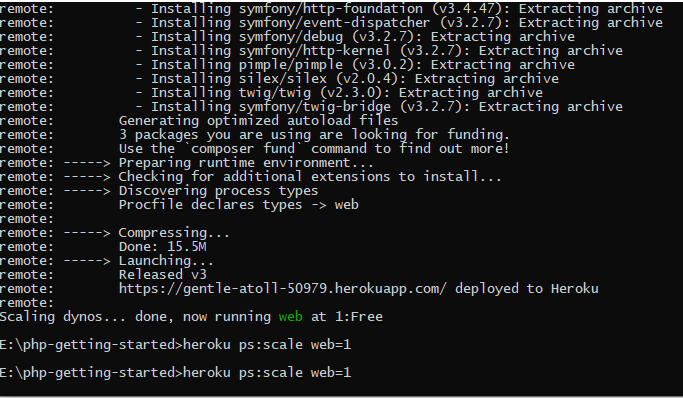 remote: - Installing symfony/http-foundation (v3.4.47): Extracting archive
remote: - Installing symfony/event-dispatcher (v3.2.7): Extracting archive
remote: - Installing symfony/debug (v3.2.7): Extracting archive
remote: - Installing symfony/http-kernel (v3.2.7): Extracting archive
remote: - Installing pimple/pimple (v3.0.2): Extracting archive
remote: - Installing silex/silex (v2.0.4): Extracting archive
remote: - Installing twig/twig (v2.3.0): Extracting archive
remote: - Installing symfony/twig-bridge (v3.2.7): Extracting archive
remote: Generating optimized autoload files
remote: 3 packages you are using are looking for funding.
remote: Use the `composer fund` command to find out more!
remote: -----> Preparing runtime environment...
remote: -----> Checking for additional extensions to install...
remote: -----> Discovering process types
remote: Procfile declares types -> web
remote:
remote: -----> Compressing...
remote: Done: 15.5M
remote: -----> Launching...
remote: Released v3
remote: https://gentle-atoll-50979.herokuapp.com/ deployed to Heroku
remote:
Scaling dynos... done, now running web at 1:Free
E:\php-getting-started>heroku ps:scale web=1
E:\php-getting-started>heroku ps:scale web=1